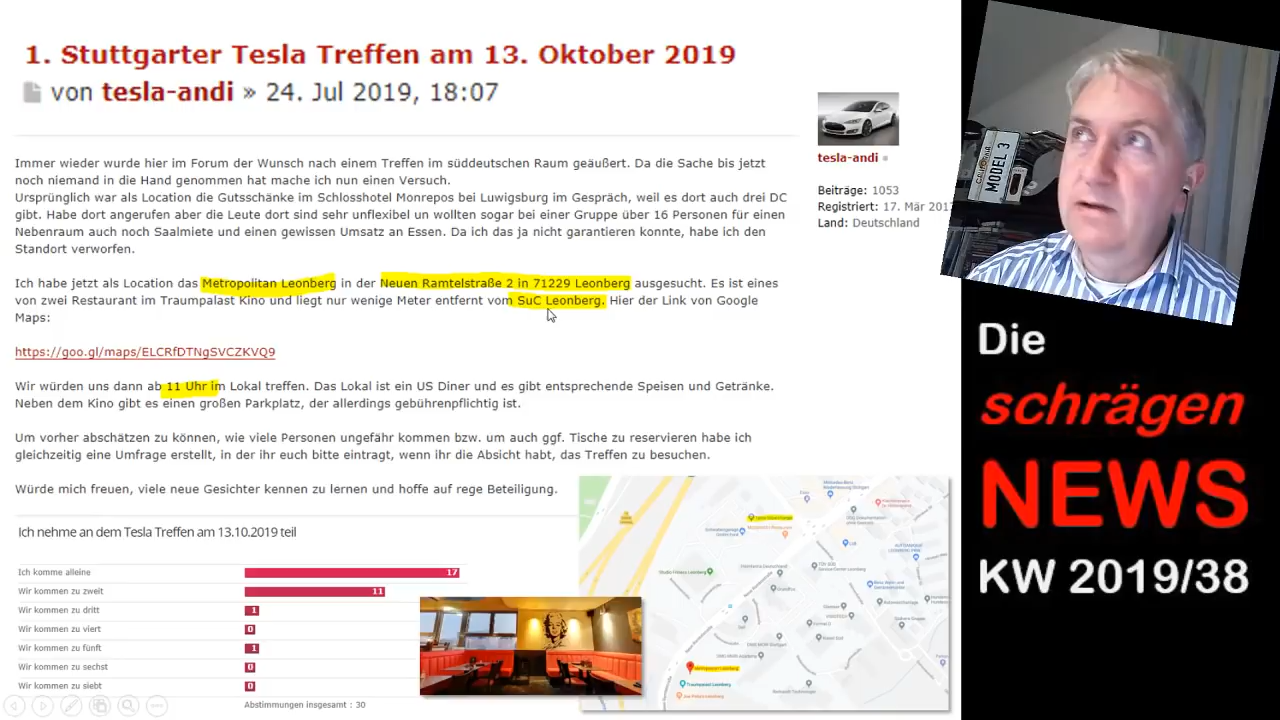 1. Stuttgarter Tesla Treffen am 13. Oktober 2019
von tesla-andi » 24. Jul 2019, 18:07
Immer wieder wurde hier im Forum der Wunsch nach einem Treffen im süddeutschen Raum geäußert. Da die Sache bis jetzt
noch niemand in die Hand genommen hat mache ich nun einen Versuch.
Ursprünglich war als Location die Gutsschänke im Schlosshotel Monrepos bei Luwigsburg im Gespräch, weil es dort auch drei DC
gibt. Habe dort angerufen aber die Leute dort sind sehr unflexibel un wollten sogar bei einer Gruppe über 16 Personen für einen
Nebenraum auch noch Saalmiete und einen gewissen Umsatz an Essen. Da ich das ja nicht garantieren konnte, habe ich den
Standort verworfen.
Ich habe jetzt als Location das Metropolitan Leonberg in der Neuen Ramtelstraße 2 in 71229 Leonberg ausgesucht. Es ist eines
von zwei Restaurant im Traumpalast Kino und liegt nur wenige Meter entfernt vom SuC Leonberg. Hier der Link von Google
Maps:
https://goo.gl/maps/ELCRfDTNgSVCZKVQ9
Wir würden uns dann ab 11 Uhr im Lokal treffen. Das Lokal ist ein US Diner und es gibt entsprechende Speisen und Getränke.
Neben dem Kino gibt es einen großen Parkplatz, der allerdings gebührenpflichtig ist.
Um vorher abschätzen zu können, wie viele Personen ungefähr kommen bzw. um auch ggf. Tische zu reservieren habe ich
gleichzeitig eine Umfrage erstellt, in der ihr euch bitte eintragt, wenn ihr die Absicht habt, das Treffen zu besuchen.
Würde mich freuen, viele neue Gesichter kennen zu lernen und hoffe auf rege Beteiligung.
Ich nehme an dem Tesla Treffen am 13.10.2019 teil
Ich komme alleine 17
Wir kommen zu zweit 11
Wir kommen zu dritt 1
Wir kommen zu viert 0
Wir kommen zu fünft 1
Wir kommen zu sechst 0
Wir kommen zu siebt 0
Abstimmungen insgesamt : 30
tesla-andi
Beiträge: 1053
Registriert: 17. Mär 201
Land: Deutschland
California
MODEL 3
Traumpalast Leonberg
Die
schrägen
NEWS
KW 2019/38